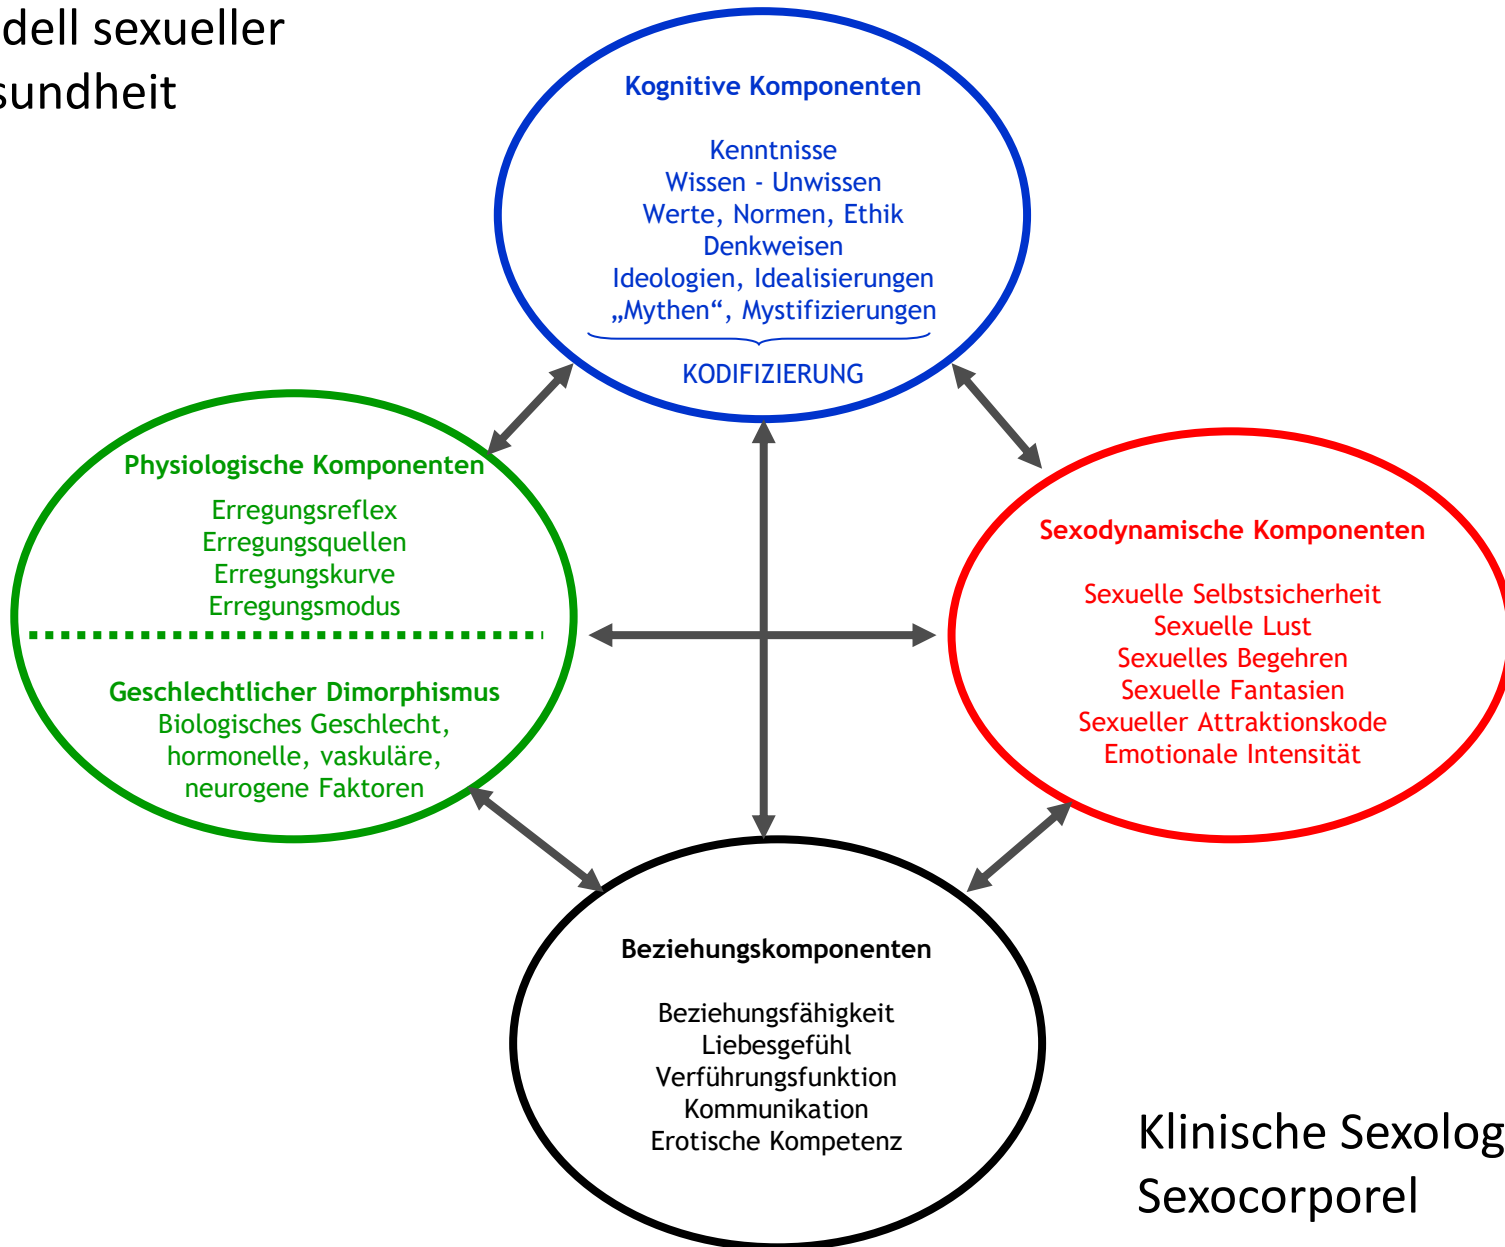 dell sexueller
sundheit
Kognitive Komponenten
Kenntnisse
Wissen - Unwissen
Werte, Normen, Ethik
Denkweisen
Ideologien, Idealisierungen
„Mythen“, Mystifizierungen
KODIFIZIERUNG
Physiologische Komponenten
Erregungsreflex
Erregungsquellen
Erregungskurve
Erregungsmodus
Geschlechtlicher Dimorphismus
Biologisches Geschlecht,
hormonelle, vaskuläre,
neurogene Faktoren
Sexodynamische Komponenten
Sexuelle Selbstsicherheit
Sexuelle Lust
Sexuelles Begehren
Sexuelle Fantasien
Sexueller Attraktionskode
Emotionale Intensität
Beziehungskomponenten
Beziehungsfähigkeit
Liebesgefühl
Verführungsfunktion
Kommunikation
Erotische Kompetenz
Klinische Sexolog
Sexocorporel